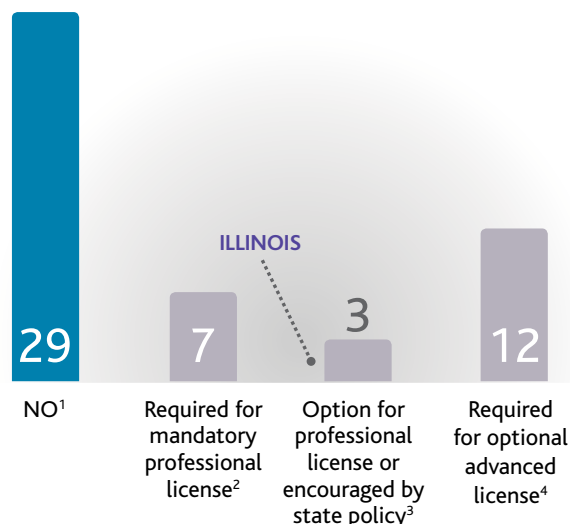 ILLINOIS
29
7
3
12
NO¹
Required for
mandatory
professional
license²
Option for
professional
license or
encouraged by
state policy³
Required
for optional
advanced
license⁴